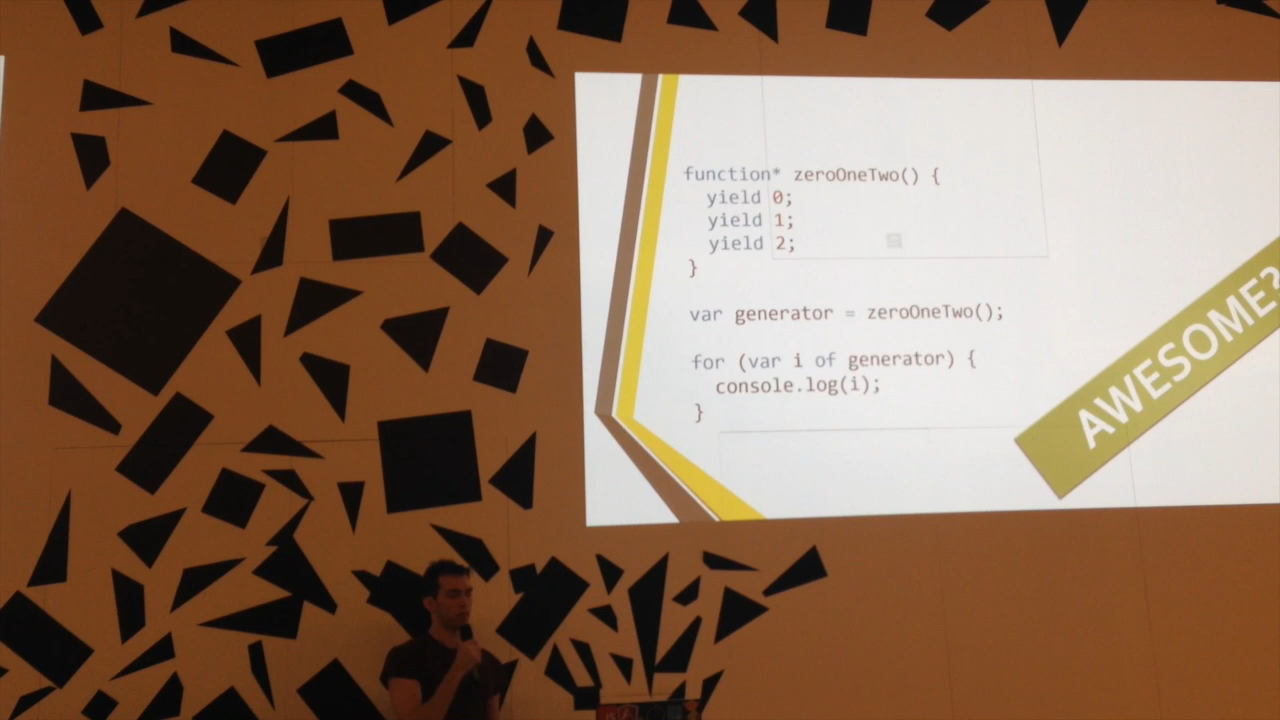 function* zeroOneTwo() {
  yield 0;
  yield 1;
  yield 2;
}
var generator = zeroOneTwo();
for (var i of generator) {
  console.log(i);
}
AWESOME?